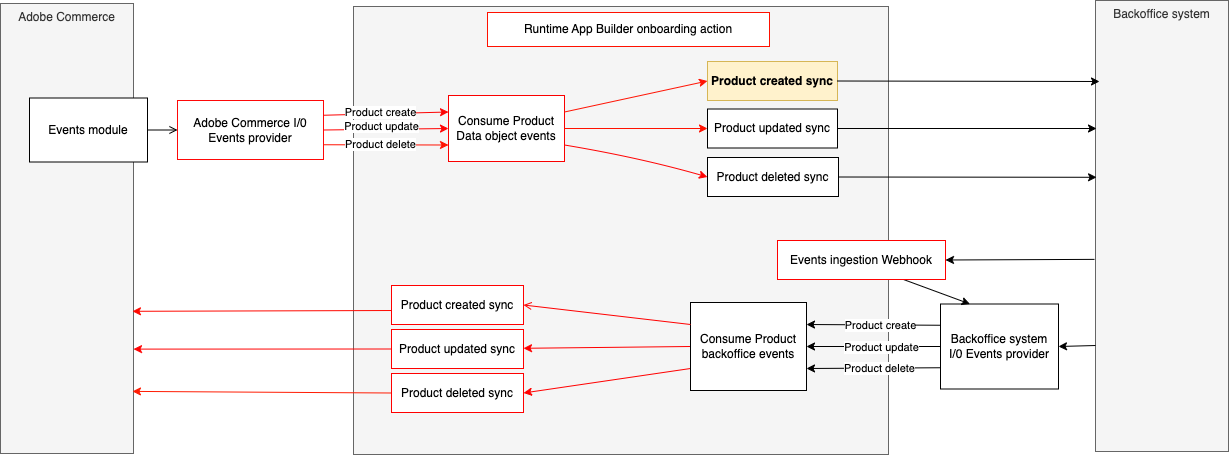 Adobe Commerce
Backoffice system
Runtime App Builder onboarding action
Product created sync
Events module
Adobe Commerce I/0
Events provider
Product create
Product update
Product delete
Consume Product
Data object events
Product updated sync
Product deleted sync
Events ingestion Webhook
Product created sync
Product updated sync
Product deleted sync
Consume Product
backoffice events
Product create
Product update
Product delete
Backoffice system
I/0 Events provider